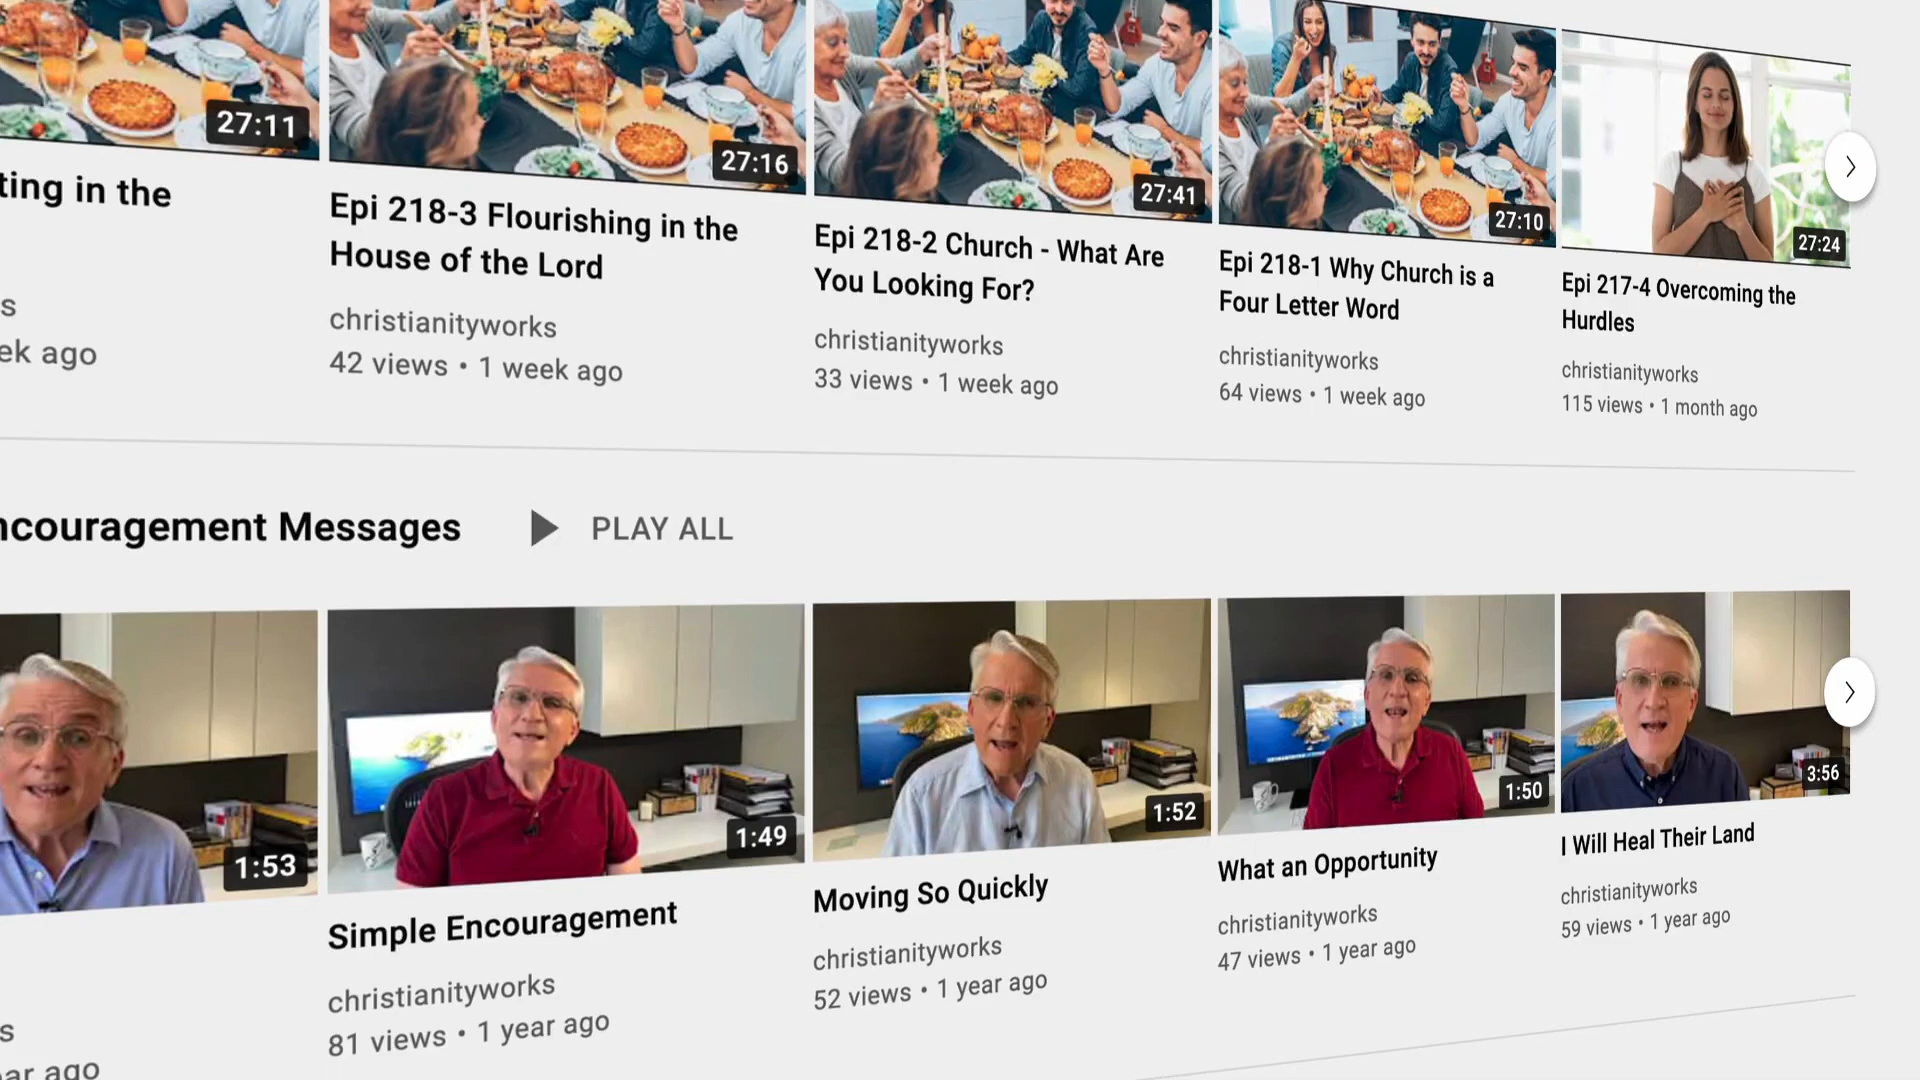 27:11
27:16
27:41
27:10
27:24
ting in the
Epi 218-3 Flourishing in the
House of the Lord
christianityworks
42 views • 1 week ago
Epi 218-2 Church - What Are
You Looking For?
christianityworks
33 views • 1 week ago
Epi 218-1 Why Church is a
Four Letter Word
christianityworks
64 views • 1 week ago
Epi 217-4 Overcoming the
Hurdles
christianityworks
115 views • 1 month ago
s
ek ago
ncouragement Messages
PLAY ALL
1:53
1:49
1:52
1:50
3:56
Simple Encouragement
christianityworks
81 views • 1 year ago
Moving So Quickly
christianityworks
52 views • 1 year ago
What an Opportunity
christianityworks
47 views • 1 year ago
I Will Heal Their Land
christianityworks
59 views • 1 year ago
s
ar ago